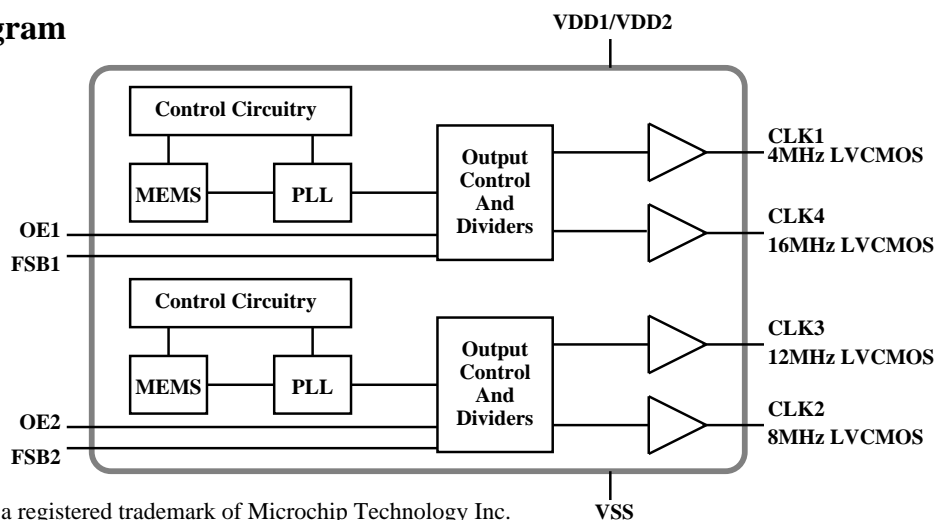 gram
VDD1/VDD2
Control Circuitry
MEMS
PLL
Output
Control
And
Dividers
CLK1
4MHz LVCMOS
CLK4
16MHz LVCMOS
OE1
FSB1
Control Circuitry
MEMS
PLL
Output
Control
And
Dividers
CLK3
12MHz LVCMOS
CLK2
8MHz LVCMOS
OE2
FSB2
a registered trademark of Microchip Technology Inc.
VSS